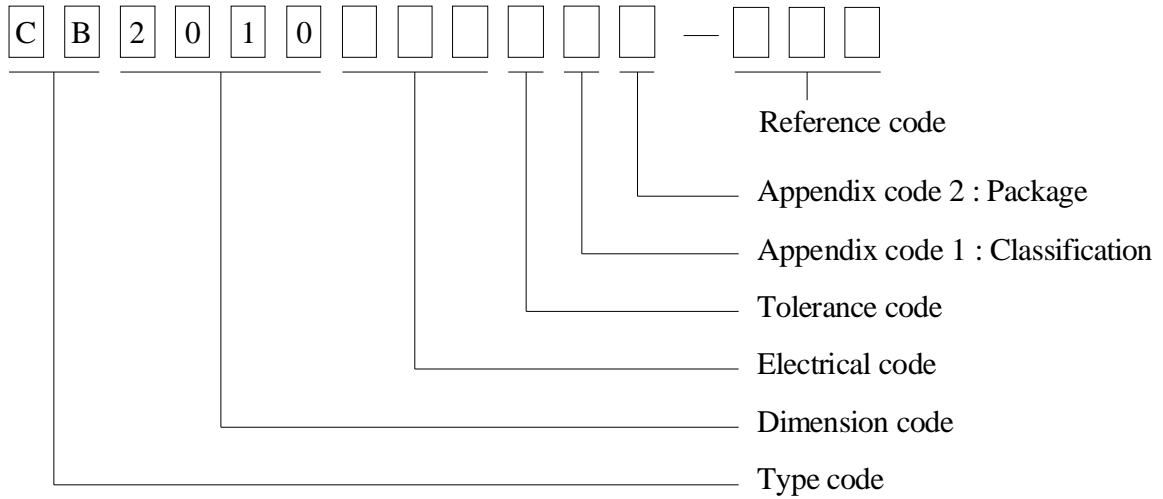 C B 2 0 1 0 —
Reference code
Appendix code 2 : Package
Appendix code 1 : Classification
Tolerance code
Electrical code
Dimension code
Type code